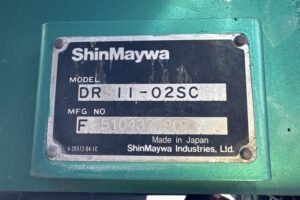 ShinMaywa
MODEL
DR511-02SC
MFG NO
F
Made in Japan
ShinMaywa Industries, Ltd.